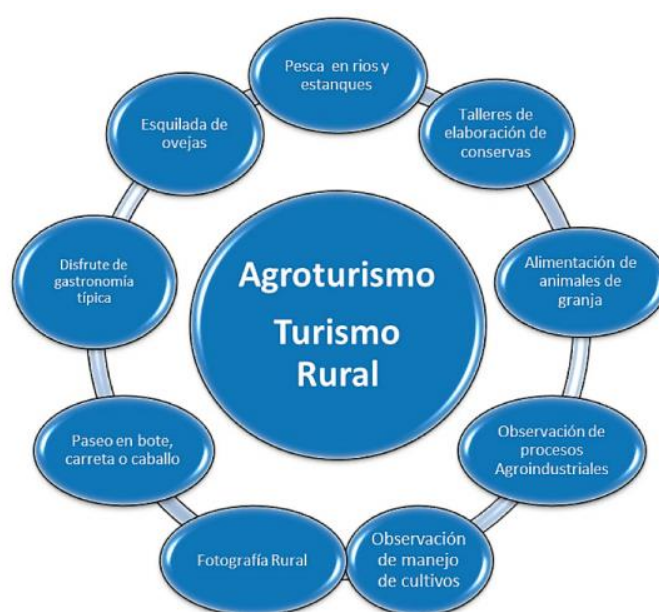 Pesca en rios y
estanques
Talleres de
elaboración de
conservas
Alimentación de
animales de
granja
Observación de
procesos
Agroindustriales
Observación
de manejo
de cultivos
Fotografía Rural
Paseo en bote,
carreta o caballo
Disfrute de
gastronomía
típica
Esquilada de
ovejas
Agroturismo
Turismo
Rural